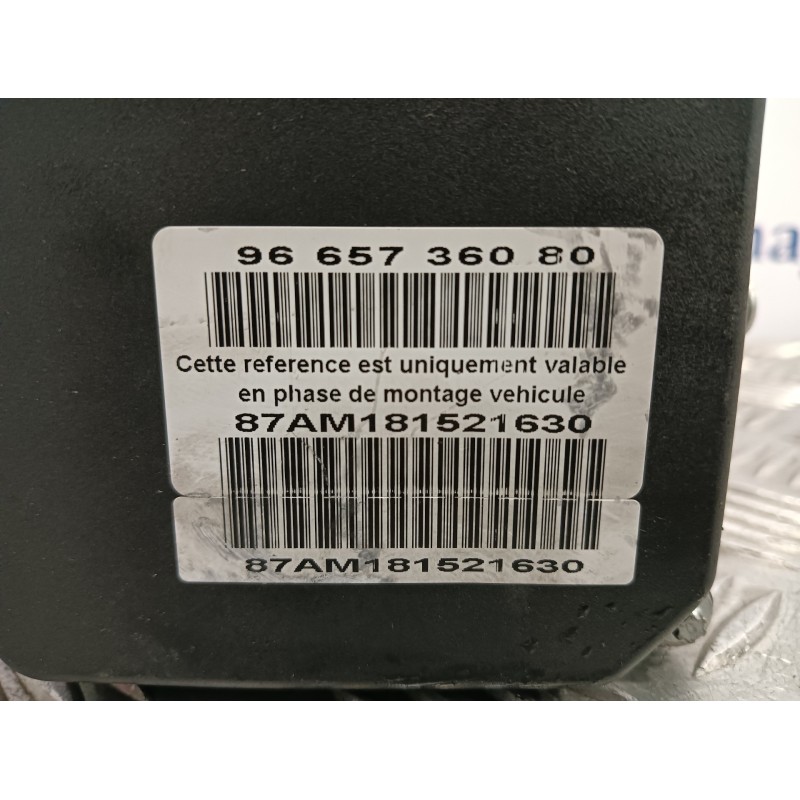 96 657 360 80
Cette reference est uniquement valable
en phase de montage vehicule
87AM181521630
87AM181521630